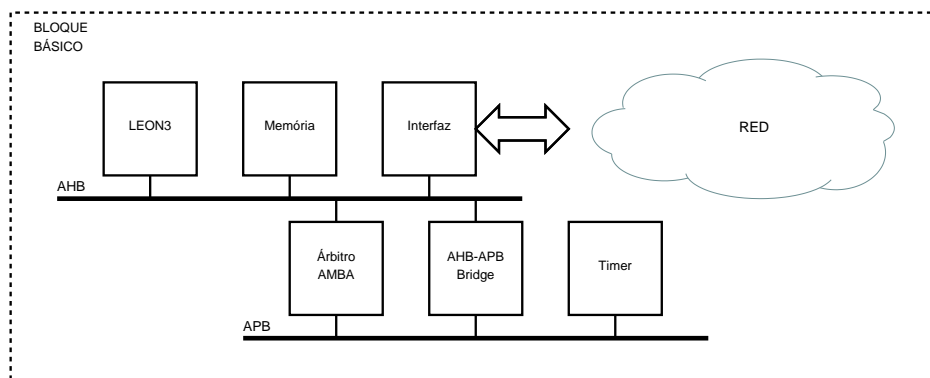 BLOQUE
BÁSICO
LEON3
Memória
Interfaz
RED
AHB
Árbitro
AMBA
AHB-APB
Bridge
Timer
APB